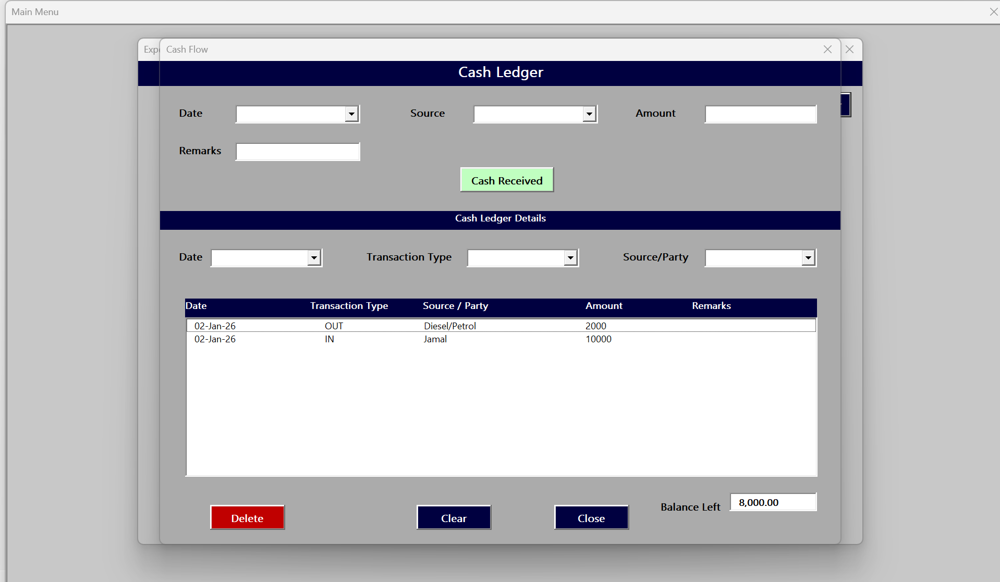 Main Menu
Expe Cash Flow
Cash Ledger
Date Source Amount
Remarks
Cash Received
Cash Ledger Details
Date Transaction Type Source/Party
Date Transaction Type Source / Party Amount Remarks
02-Jan-26 OUT Diesel/Petrol 2000
02-Jan-26 IN Jamal 10000
Balance Left 8,000.00
Delete Clear Close